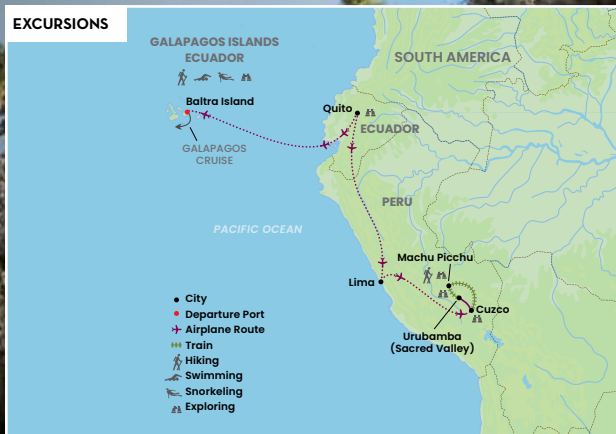 EXCURSIONS
GALAPAGOS ISLANDS
ECUADOR
SOUTH AMERICA
Baltra Island
Quito
ECUADOR
GALAPAGOS
CRUISE
PERU
PACIFIC OCEAN
Machu Picchu
Lima
Cuzco
Urubamba
(Sacred Valley)
City
Departure Port
Airplane Route
Train
Hiking
Swimming
Snorkeling
Exploring